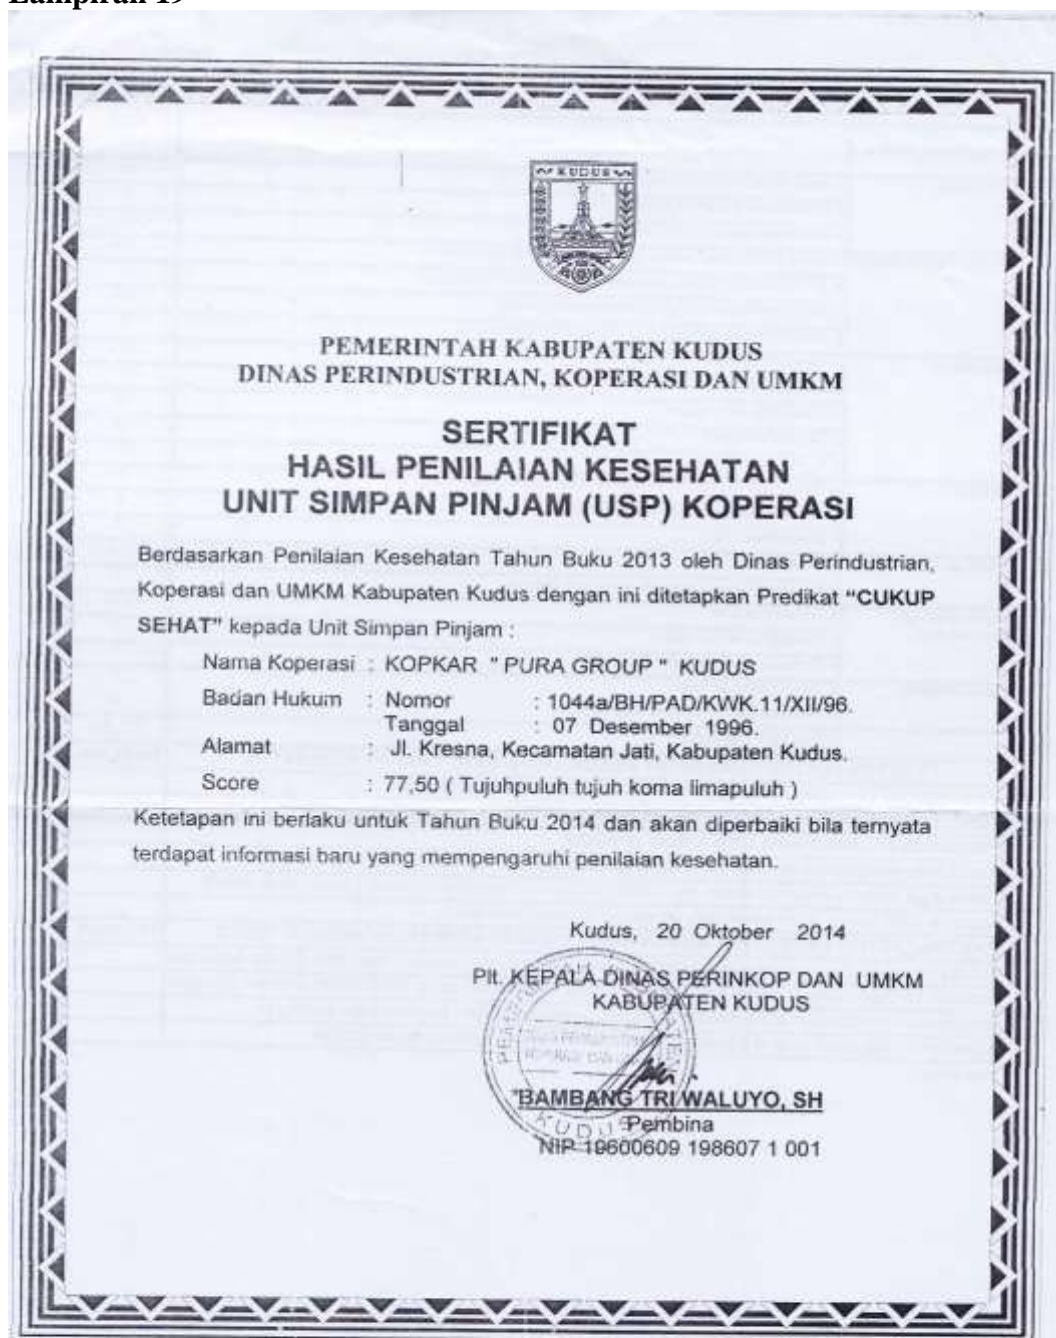 Lampiran 19
KUDUS
PEMERINTAH KABUPATEN KUDUS
DINAS PERINDUSTRIAN, KOPERASI DAN UMKM
SERTIFIKAT
HASIL PENILAIAN KESEHATAN
UNIT SIMPAN PINJAM (USP) KOPERASI
Berdasarkan Penilaian Kesehatan Tahun Buku 2013 oleh Dinas Perindustrian,
Koperasi dan UMKM Kabupaten Kudus dengan ini ditetapkan Predikat “CUKUP
SEHAT” kepada Unit Simpan Pinjam :
Nama Koperasi : KOPKAR " PURA GROUP " KUDUS
Badan Hukum : Nomor : 1044a/BH/PAD/KWK.11/XII/96.
Tanggal : 07 Desember 1996.
Alamat : Jl. Kresna, Kecamatan Jati, Kabupaten Kudus.
Score : 77,50 ( Tujuhpuluh tujuh koma limapuluh )
Ketetapan ini berlaku untuk Tahun Buku 2014 dan akan diperbaiki bila ternyata
terdapat informasi baru yang mempengaruhi penilaian kesehatan.
Kudus, 20 Oktober 2014
Plt. KEPALA DINAS PERINKOP DAN UMKM
KABUPATEN KUDUS
BAMBANG TRI WALUYO, SH
Pembina
NIP 19600609 198607 1 001
KUDUS